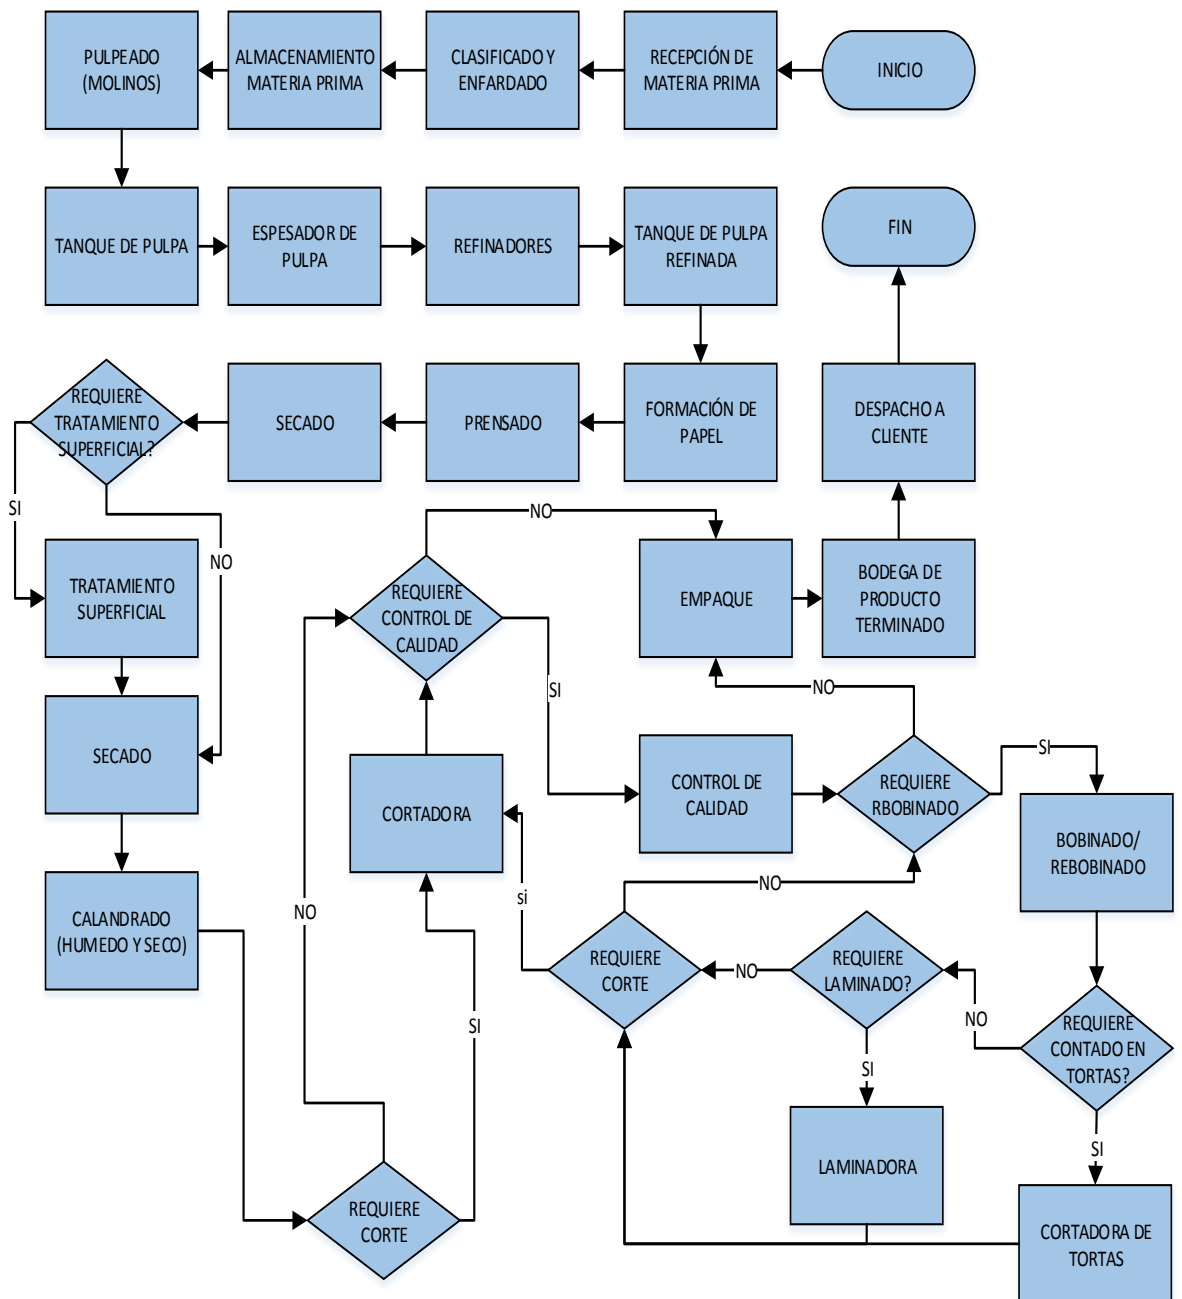 INICIO
RECEPCIÓN DE
MATERIA PRIMA
CLASIFICADO Y
ENFARDADO
ALMACENAMIENTO
MATERIA PRIMA
PULPEADO
(MOLINOS)
TANQUE DE PULPA
ESPESADOR DE
PULPA
REFINADORES
TANQUE DE PULPA
REFINADA
FIN
FORMACIÓN DE
PAPEL
PRENSADO
SECADO
REQUIERE
TRATAMIENTO
SUPERFICIAL?
SI
NO
TRATAMIENTO
SUPERFICIAL
SECADO
CALANDRADO
(HUMEDO Y SECO)
REQUIERE
CORTE
NO
SI
CORTADORA
REQUIERE
CONTROL DE
CALIDAD
NO
SI
CONTROL DE
CALIDAD
REQUIERE
RBOBINADO
NO
SI
BOBINADO/
REBOBINADO
REQUIERE
CONTADO EN
TORTAS?
NO
SI
CORTADORA DE
TORTAS
REQUIERE
LAMINADO?
NO
SI
LAMINADORA
REQUIERE
CORTE
NO
si
EMPAQUE
BODEGA DE
PRODUCTO
TERMINADO
DESPACHO A
CLIENTE